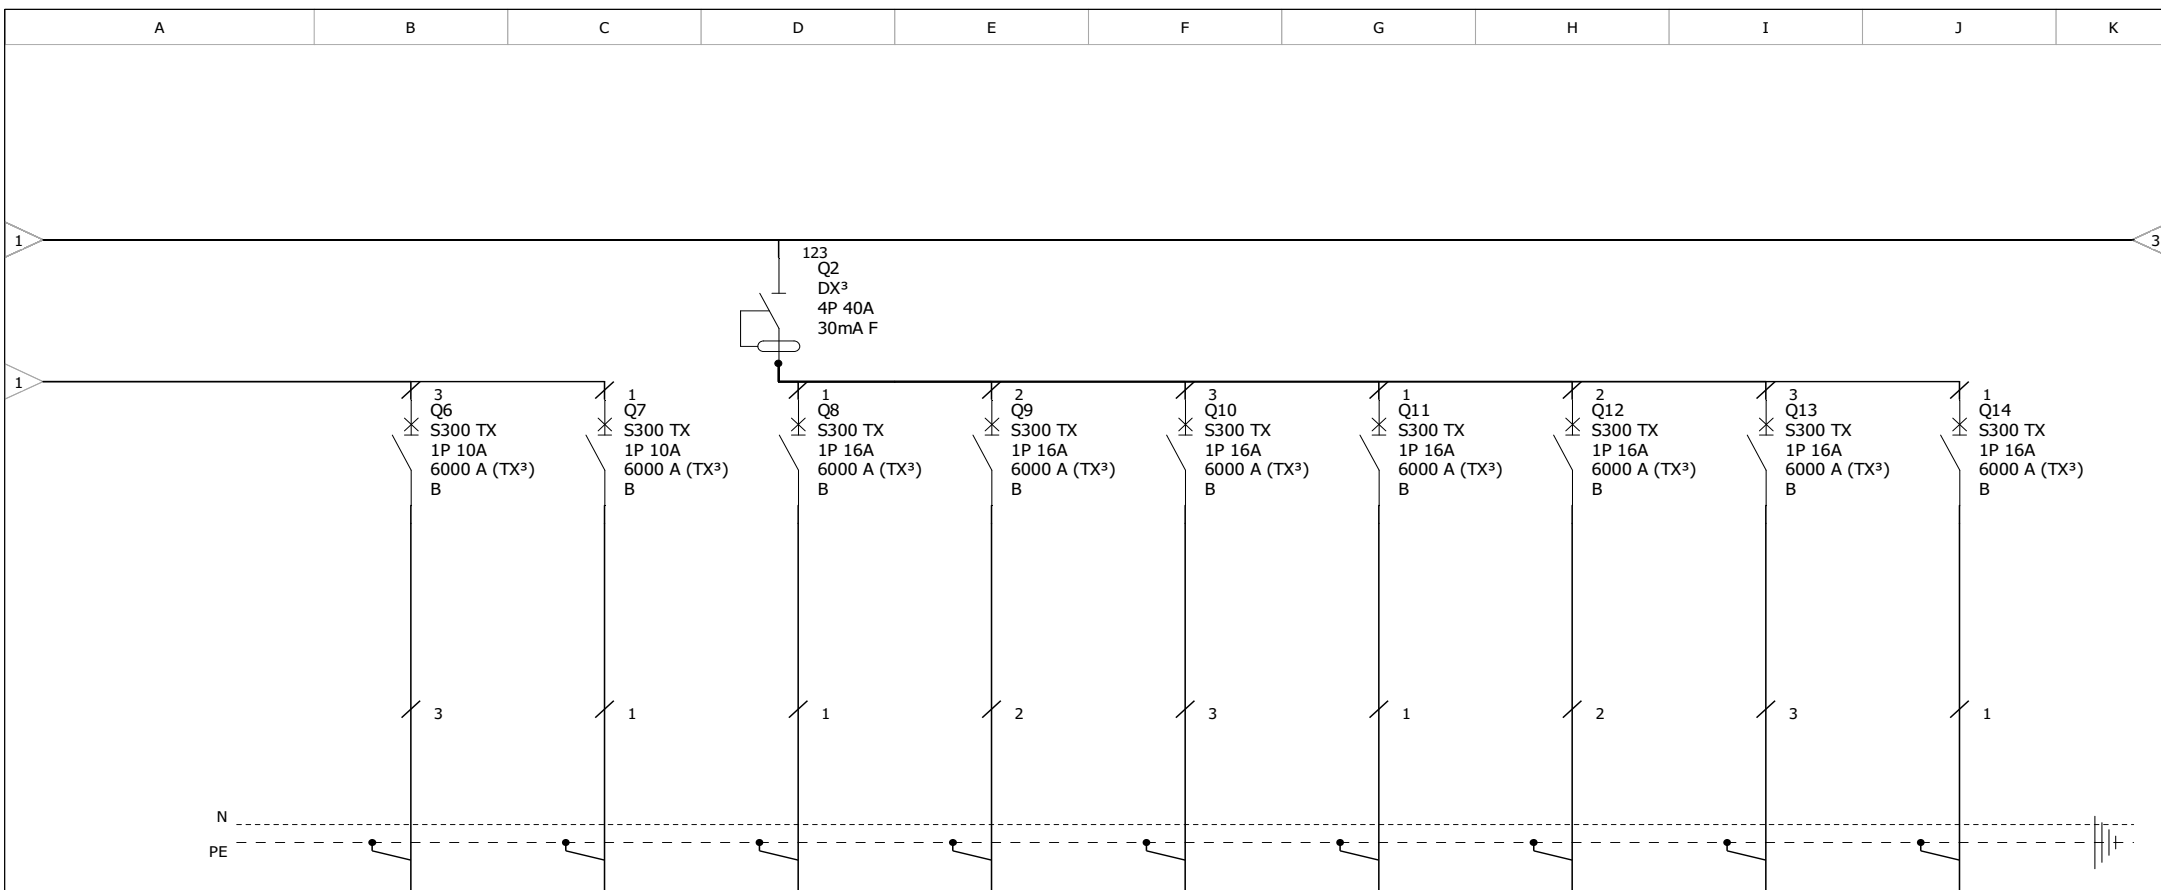 A B C D E F G H I J K
1
3
123
Q2
DX³
4P 40A
30mA F
1
3
Q6
S300 TX
1P 10A
6000 A (TX³)
B
1
Q7
S300 TX
1P 10A
6000 A (TX³)
B
1
Q8
S300 TX
1P 16A
6000 A (TX³)
B
2
Q9
S300 TX
1P 16A
6000 A (TX³)
B
3
Q10
S300 TX
1P 16A
6000 A (TX³)
B
1
Q11
S300 TX
1P 16A
6000 A (TX³)
B
2
Q12
S300 TX
1P 16A
6000 A (TX³)
B
3
Q13
S300 TX
1P 16A
6000 A (TX³)
B
1
Q14
S300 TX
1P 16A
6000 A (TX³)
B
3 1 1 2 3 1 2 3 1
N
PE